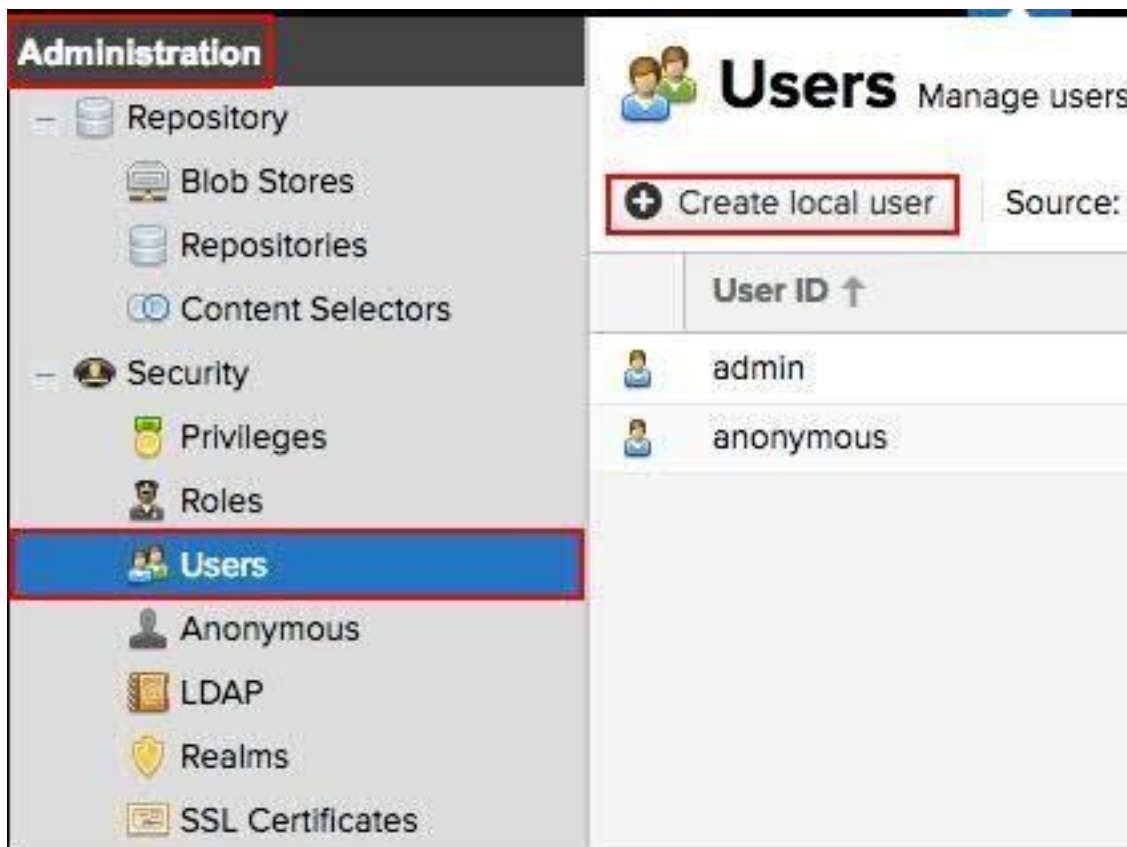 Administration
Repository
Blob Stores
Repositories
Content Selectors
Security
Privileges
Roles
Users
Anonymous
LDAP
Realms
SSL Certificates
Users Manage users
Create local user Source:
User ID
admin
anonymous